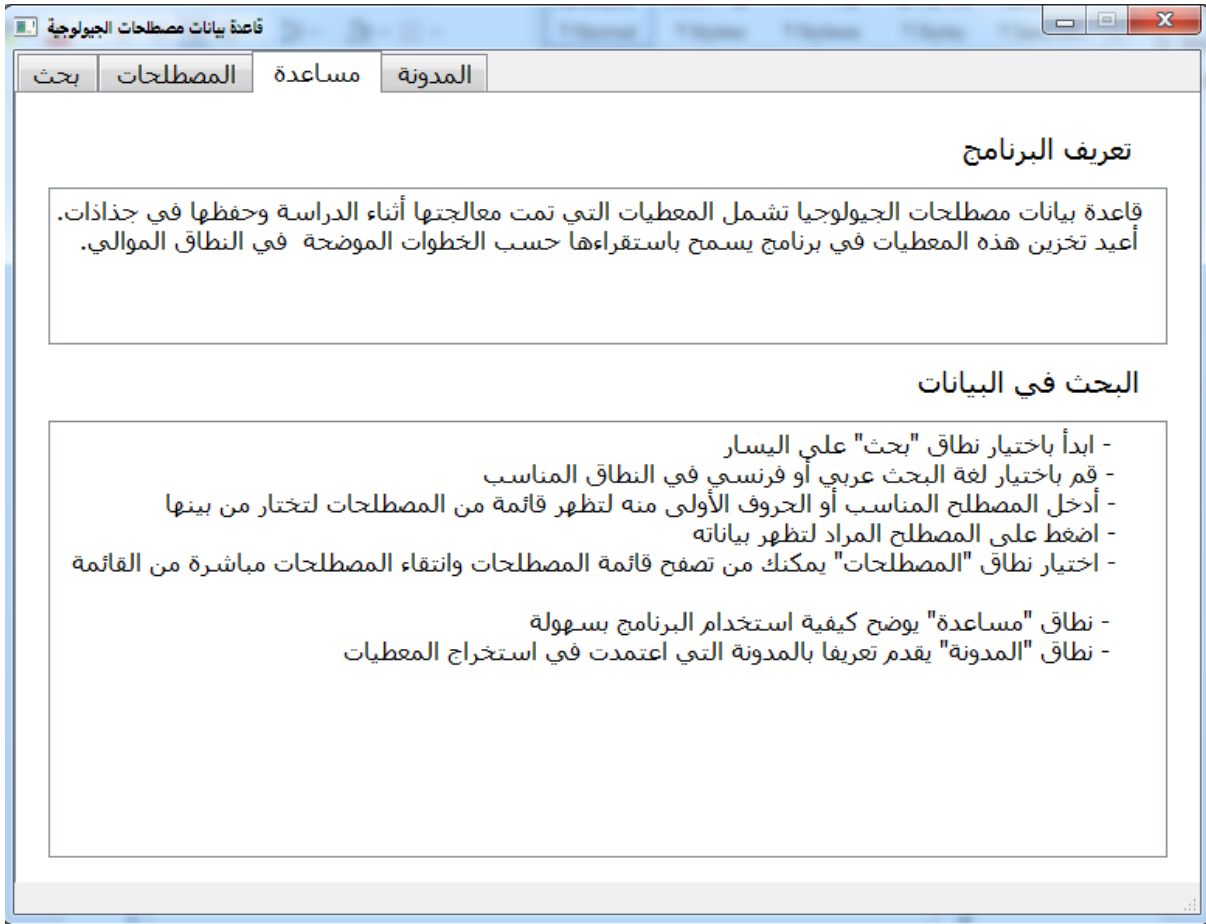 قاعدة بيانات مصطلحات الجيولوجية
بحث
المصطلحات
مساعدة
المدونة
تعريف البرنامج
قاعدة بيانات مصطلحات الجيولوجيا تشمل المعطيات التي تمت معالجتها أثناء الدراسة وحفظها في جذاذات.
أعيد تخزين هذه المعطيات في برنامج يسمح باستقراءها حسب الخطوات الموضحة في النطاق الموالي.
البحث في البيانات
- ابدأ باختيار نطاق "بحث" على اليسار
- قم باختيار لغة البحث عربي أو فرنسي في النطاق المناسب
- أدخل المصطلح المناسب أو الحروف الأولى منه لتظهر قائمة من المصطلحات لتختار من بينها
- اضغط على المصطلح المراد لتظهر بياناته
- اختيار نطاق "المصطلحات" يمكنك من تصفح قائمة المصطلحات وانتقاء المصطلحات مباشرة من القائمة
- نطاق "مساعدة" يوضح كيفية استخدام البرنامج بسهولة
- نطاق "المدونة" يقدم تعريفا بالمدونة التي اعتمدت في استخراج المعطيات